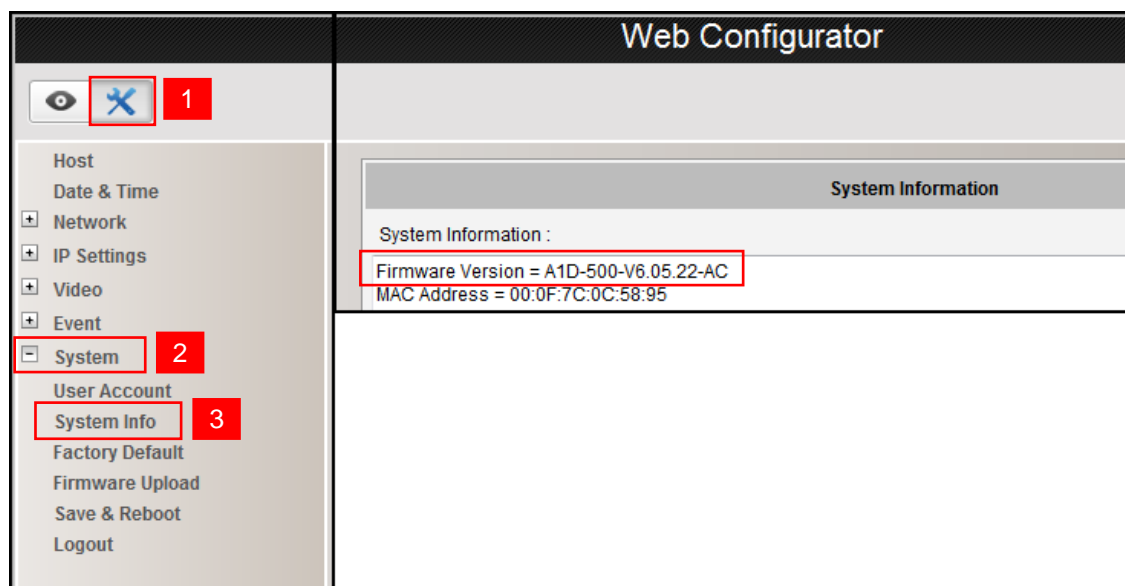 Web Configurator
1
Host
Date & Time
Network
IP Settings
Video
Event
System
2
User Account
System Info
3
Factory Default
Firmware Upload
Save & Reboot
Logout
System Information
System Information :
Firmware Version = A1D-500-V6.05.22-AC
MAC Address = 00:0F:7C:0C:58:95